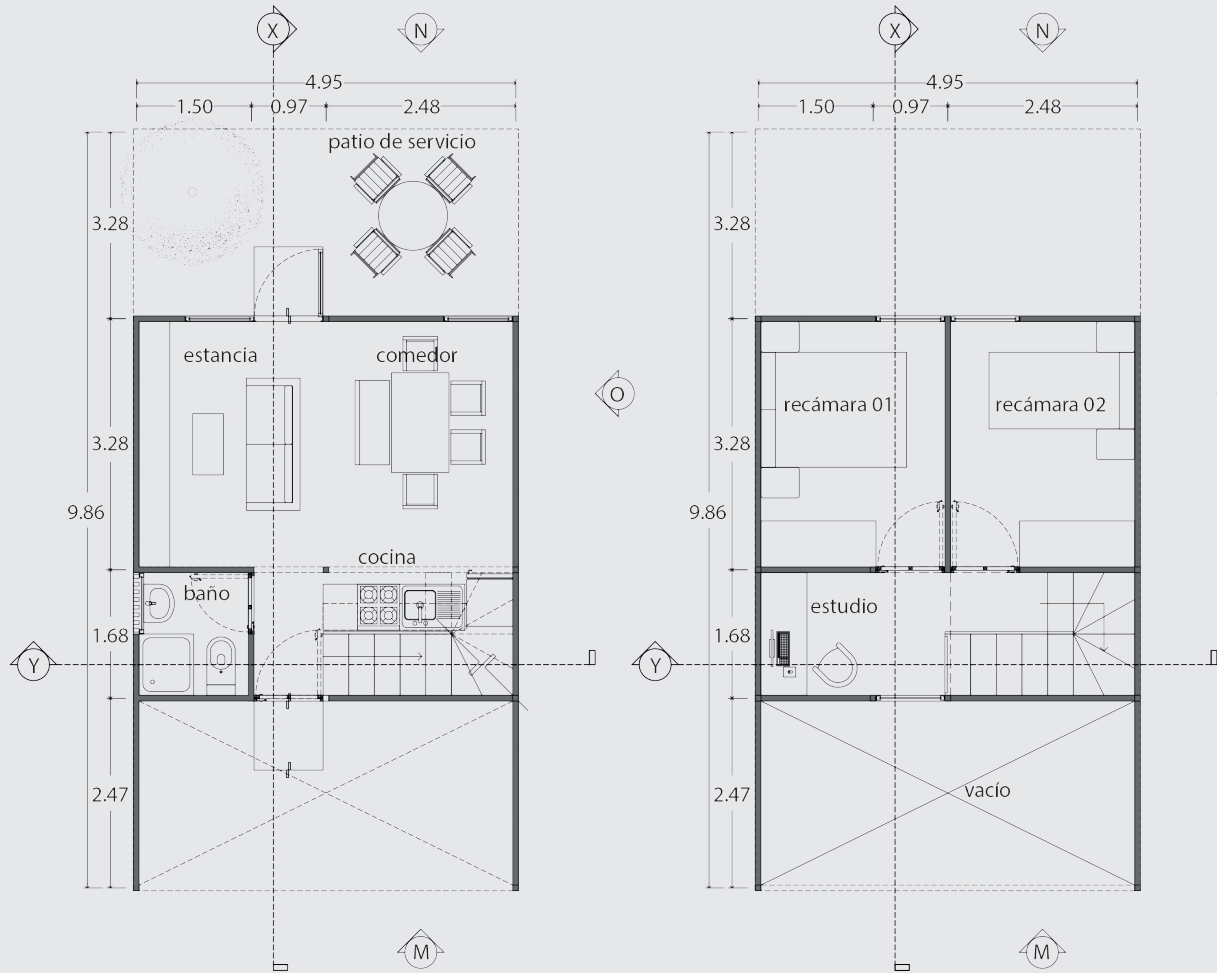 X
N
4.95
1.50
0.97
2.48
patio de servicio
3.28
estancia
comedor
3.28
9.86
cocina
baño
1.68
Y
2.47
M
O
X
N
4.95
1.50
0.97
2.48
3.28
recámara 01
recámara 02
3.28
9.86
estudio
1.68
Y
vacío
2.47
M